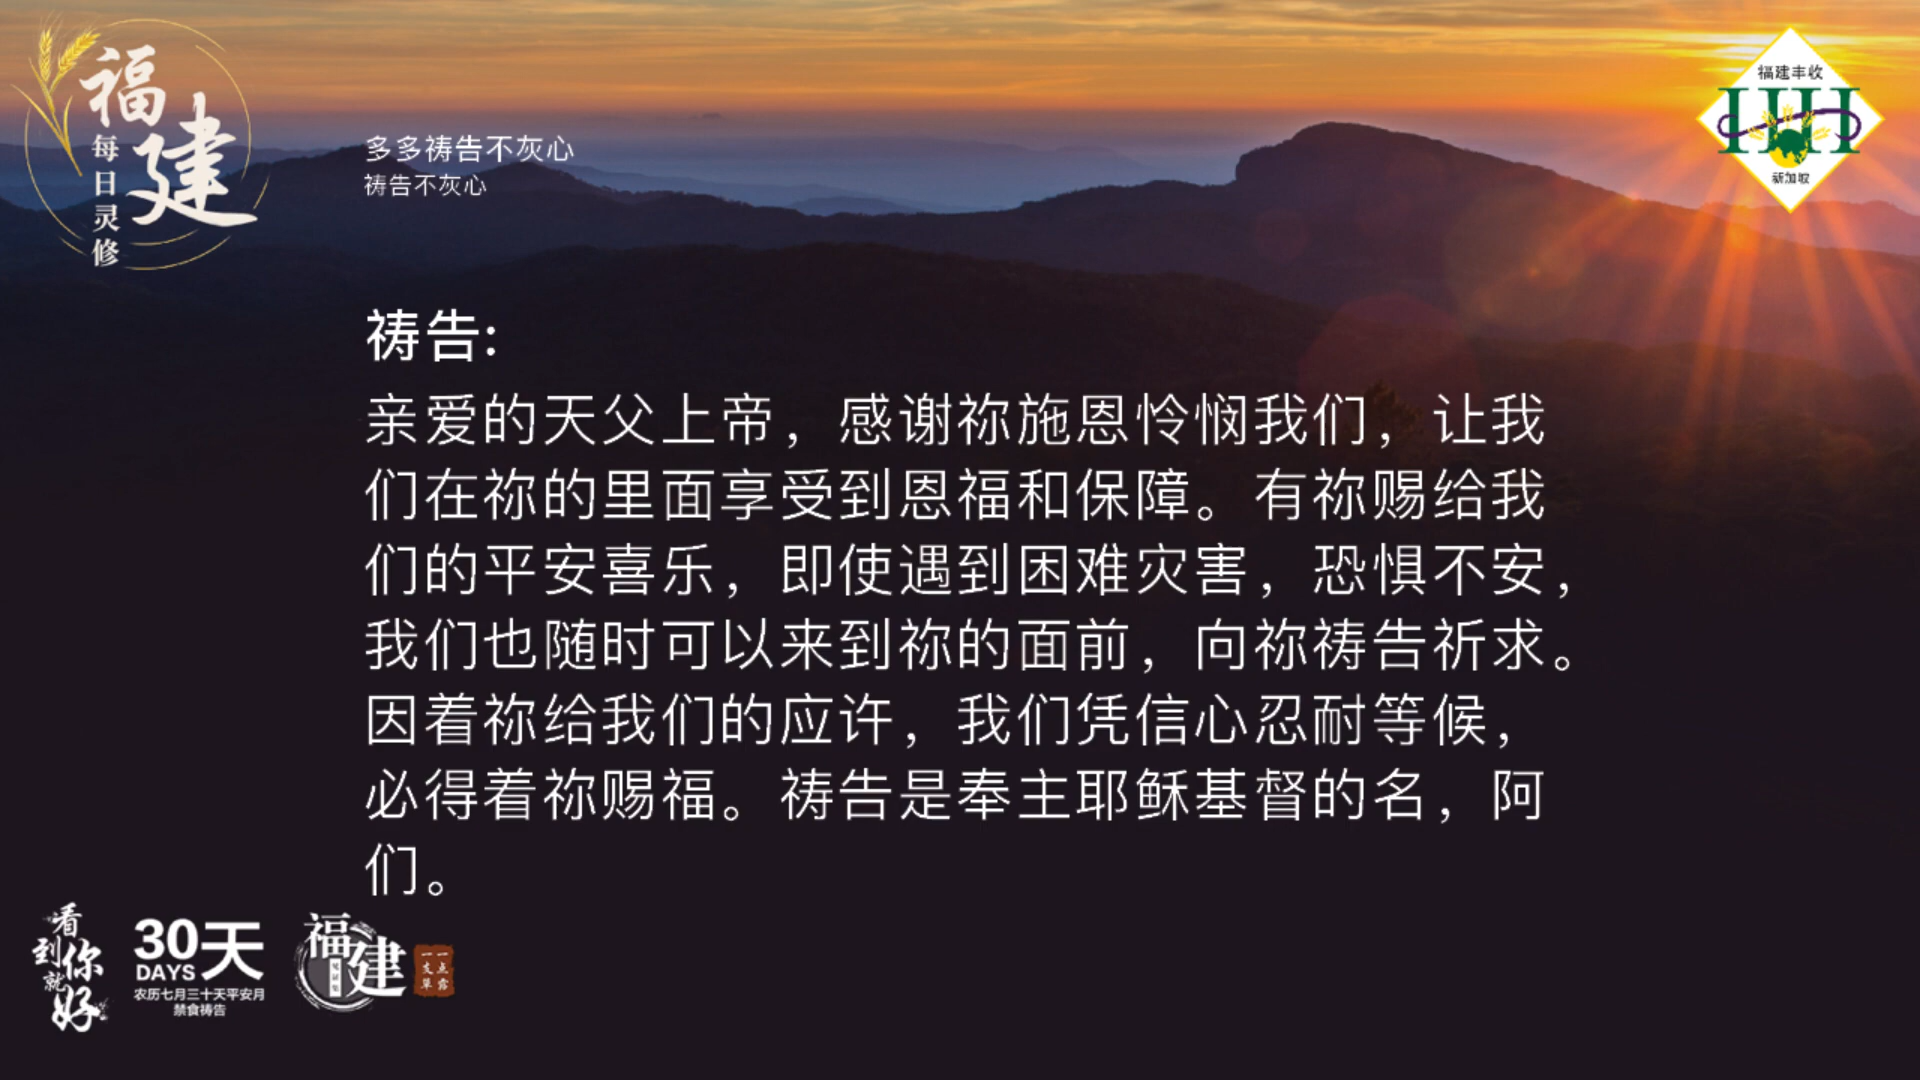 福建
每日灵修
多多祷告不灰心
祷告不灰心
福建丰收
HH
新加坡
祷告:
亲爱的天父上帝，感谢祢施恩怜悯我们，让我
们在祢的里面享受到恩福和保障。有祢赐给我
们的平安喜乐，即使遇到困难灾害，恐惧不安，
我们也随时可以来到祢的面前，向祢祷告祈求。
因着祢给我们的应许，我们凭信心忍耐等候，
必得着祢赐福。祷告是奉主耶稣基督的名，阿
们。
看到你就好
30天
DAYS
农历七月三十天平安月
禁食祷告
福建
一点露
一支草